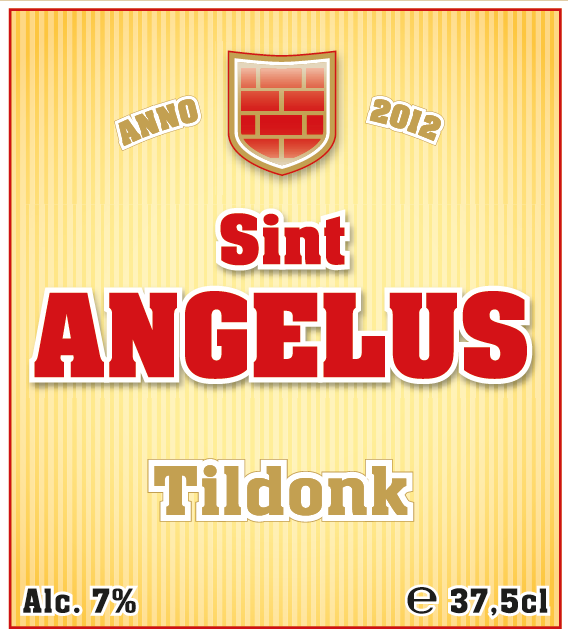 ANNO 2012
Sint
ANGELUS
Tildonk
Alc. 7% ℮ 37,5cl